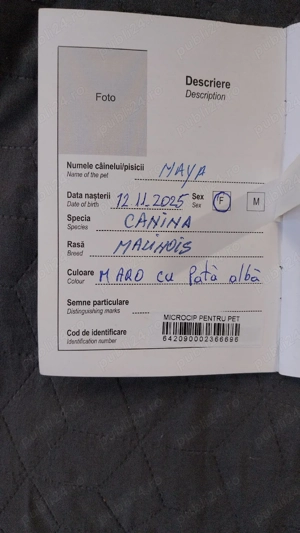 Foto
Descriere
Description
Numele câinelui/pisicii
Name of the pet
MAYA
Data nașterii
Date of birth
12 11 2025
Sex
Sex
F
M
Specia
Species
CANINA
Rasă
Breed
MALINOIS
Culoare
Colour
MARO cu Pată albă
Semne particulare
Distinguishing marks
Cod de identificare
Identification number
MICROCIP PENTRU PET
642090002366696